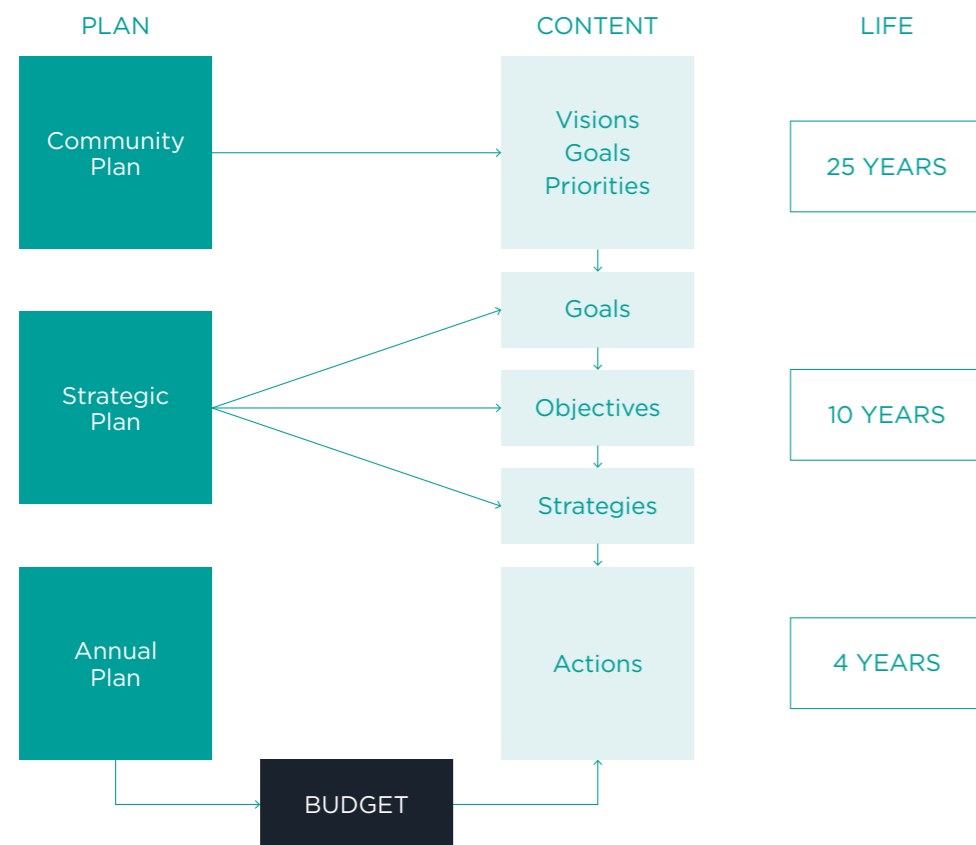 PLAN
CONTENT
LIFE
Community
Plan
Visions
Goals
Priorities
25 YEARS
Strategic
Plan
Goals
Objectives
Strategies
10 YEARS
Annual
Plan
Actions
4 YEARS
BUDGET